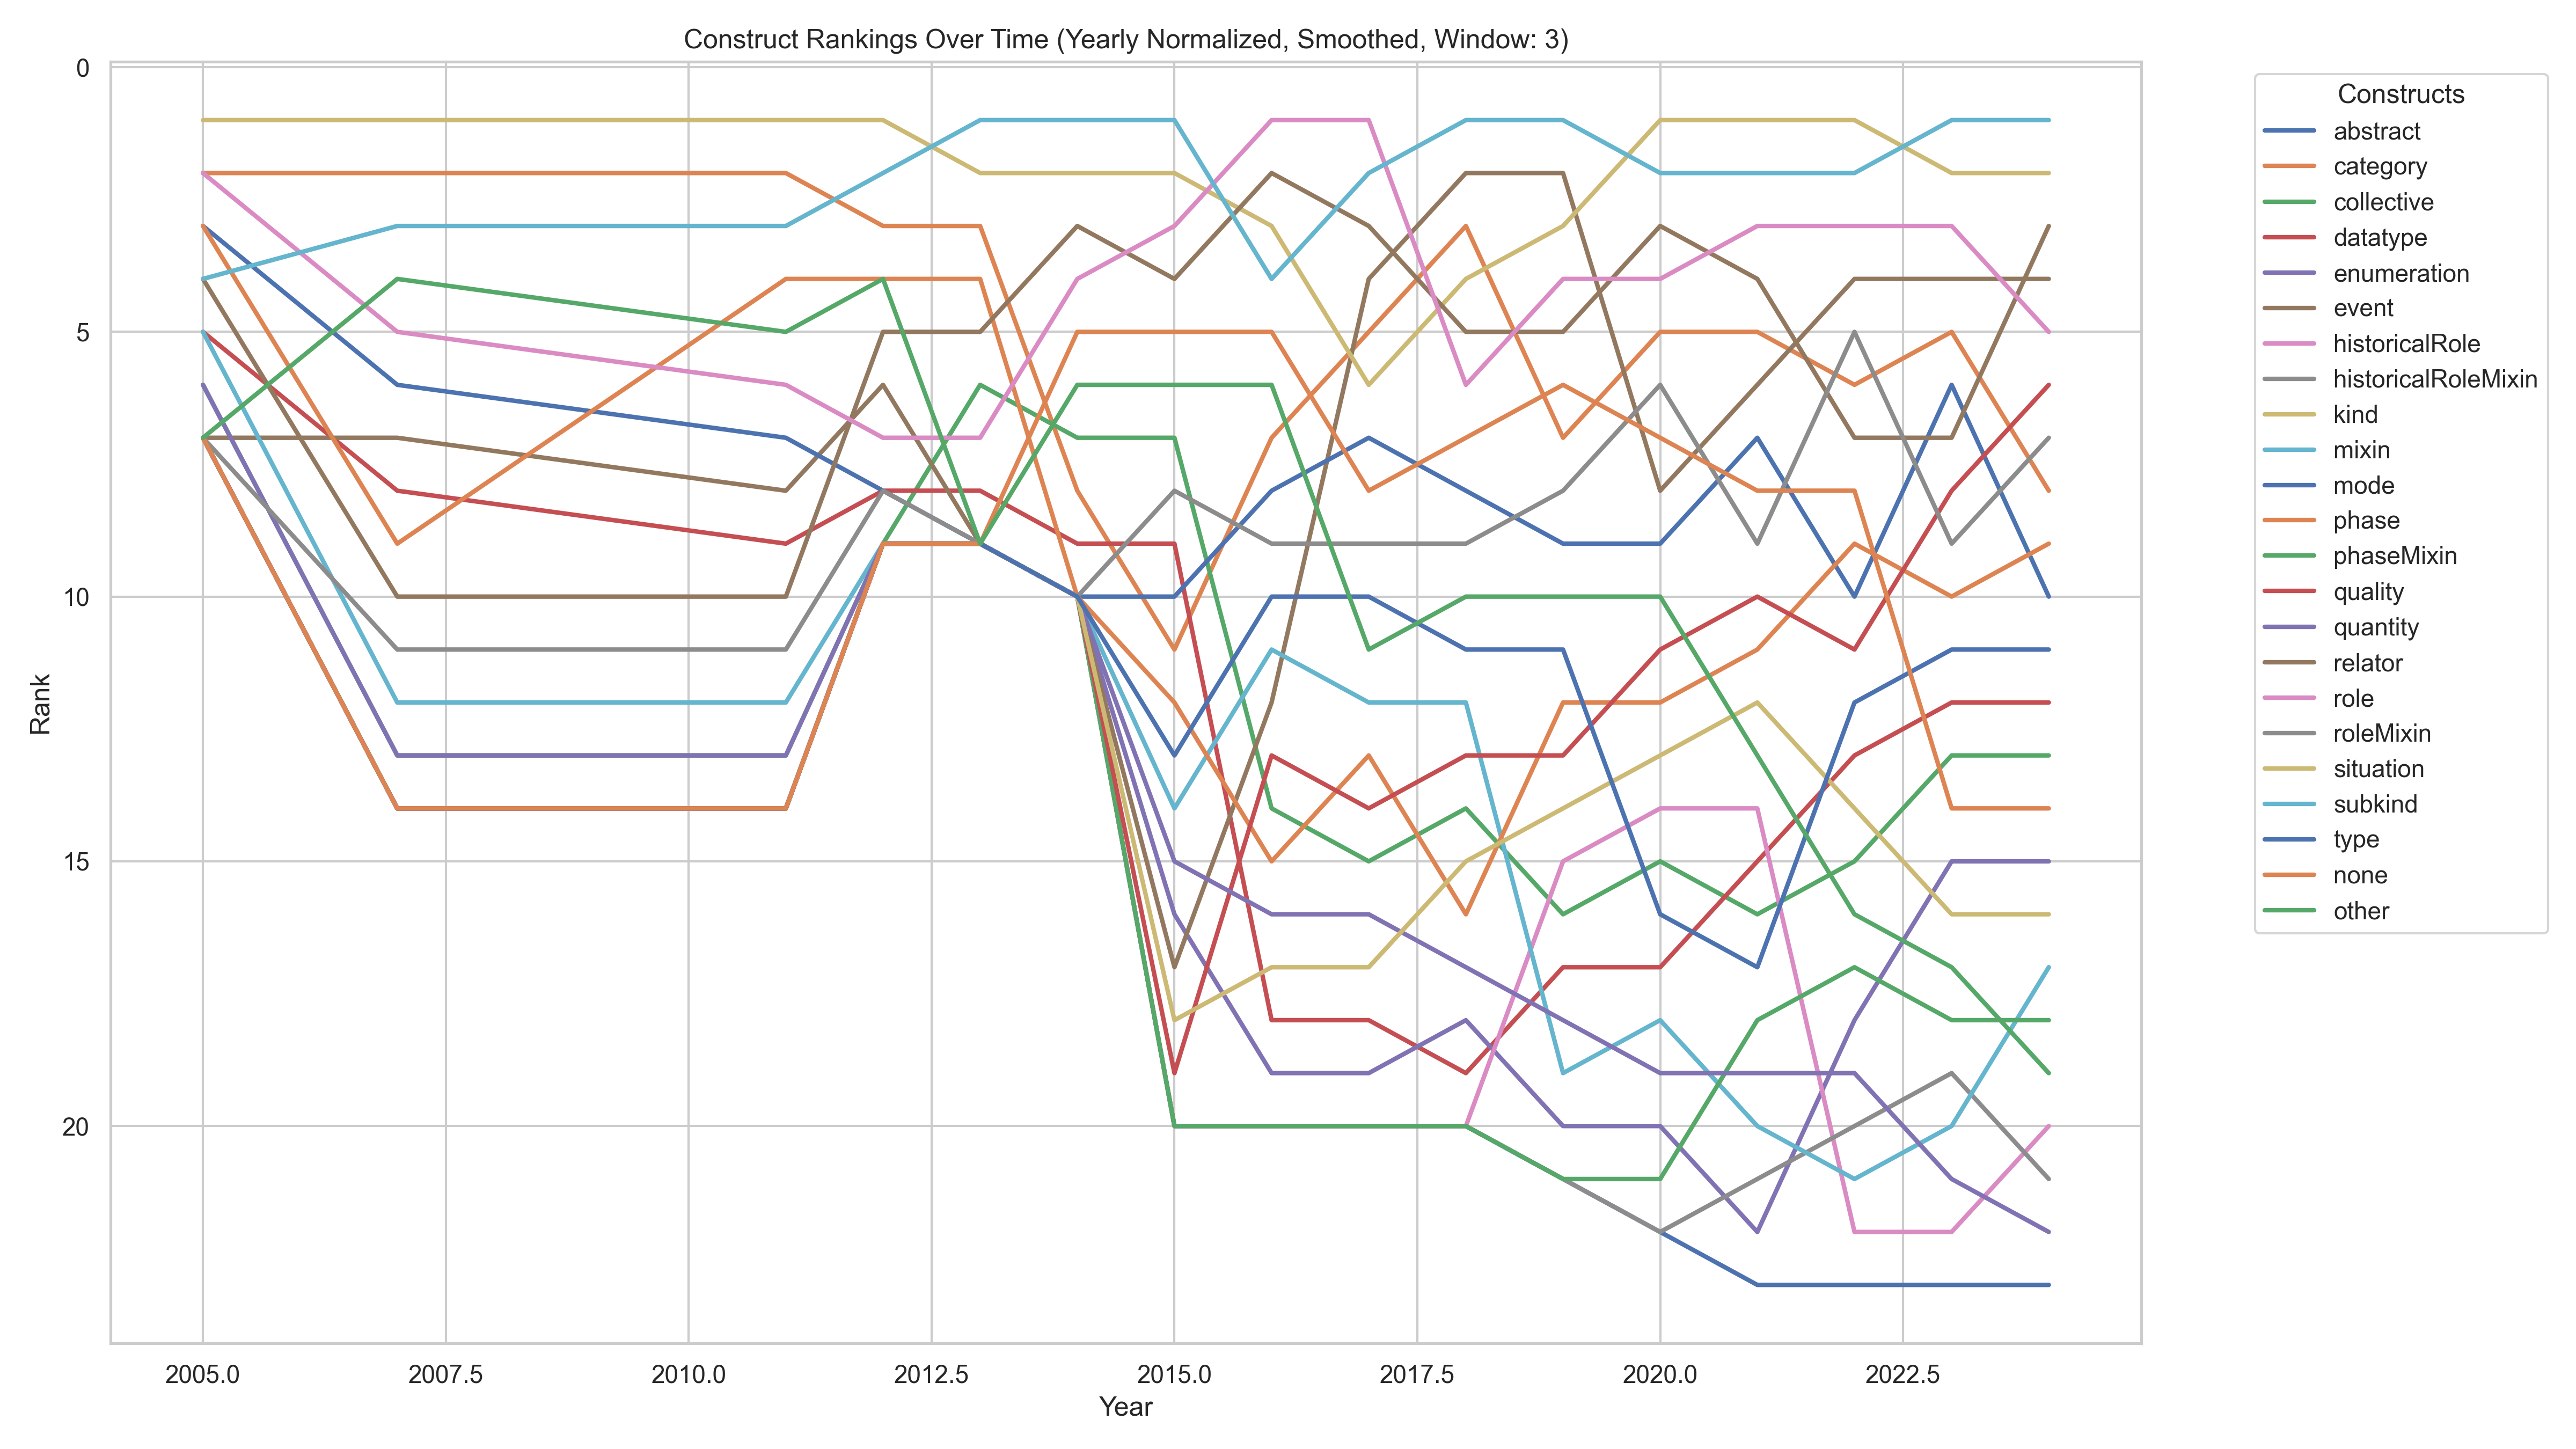 Construct Rankings Over Time (Yearly Normalized, Smoothed, Window: 3)
0
5
10
15
20
Rank
2005.0
2007.5
2010.0
2012.5
2015.0
2017.5
2020.0
2022.5
Year
Constructs
abstract
category
collective
datatype
enumeration
event
historicalRole
historicalRoleMixin
kind
mixin
mode
phase
phaseMixin
quality
quantity
relator
role
roleMixin
situation
subkind
type
none
other